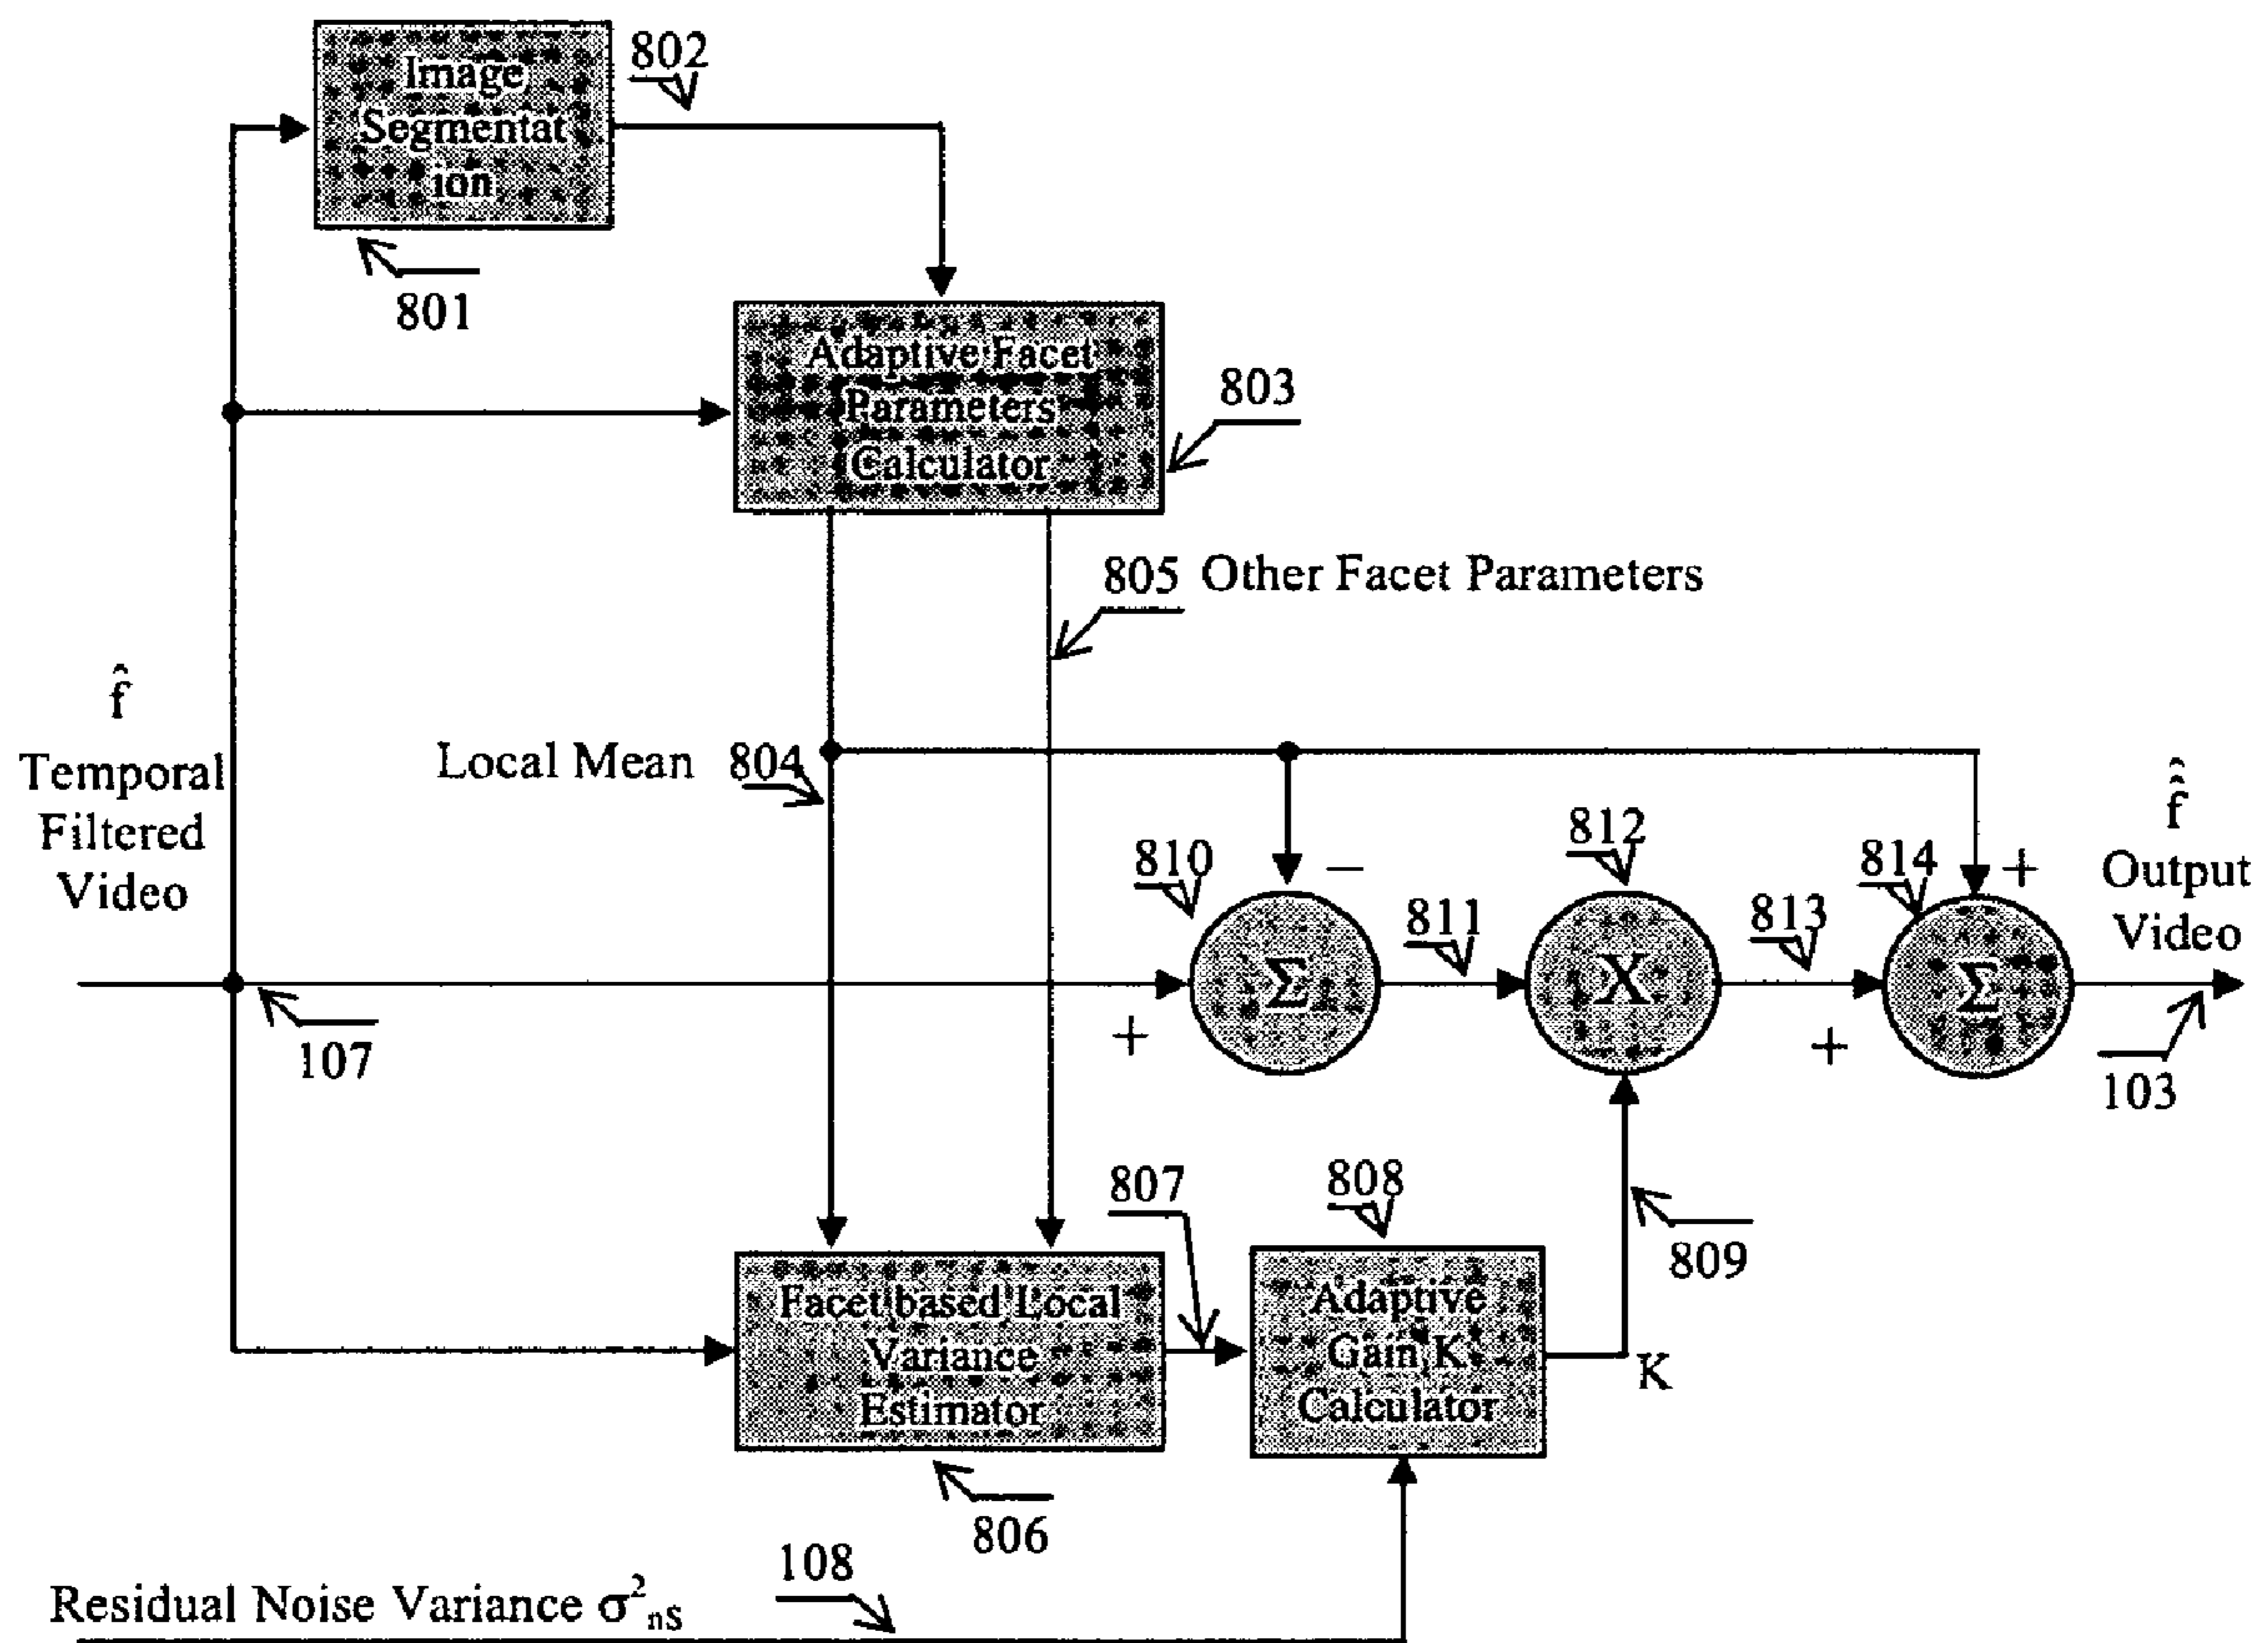 802
Image
Segmentat
ion
801
Adaptive Facet
Parameters
Calculator
803
805 Other Facet Parameters
f̂
Temporal
Filtered
Video
Local Mean 804
107
810
−
+
Σ
811
812
X
813
+
814
+
Σ
f̂̂
Output
Video
103
807
808
809
Facet based Local
Variance
Estimator
806
Adaptive
Gain K
Calculator
K
108
Residual Noise Variance σ²ns